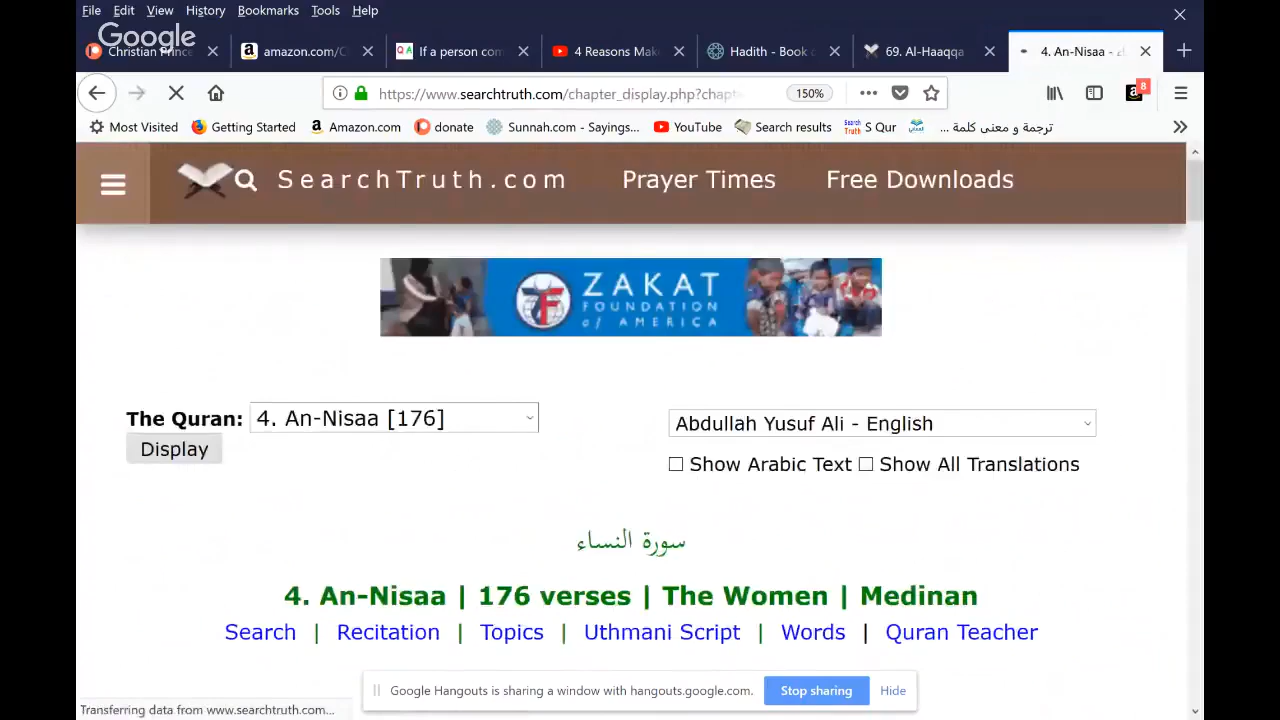 File Edit View History Bookmarks Tools Help
Google
Christian Prince
amazon.com/C
If a person com
4 Reasons Mak
Hadith - Book o
69. Al-Haaqqa
4. An-Nisaa -
https://www.searchtruth.com/chapter_display.php?chapt
150%
8
Most Visited Getting Started Amazon.com donate Sunnah.com - Sayings... YouTube Search results S Qur ترجمة و معنى كلمة ...
SearchTruth.com Prayer Times Free Downloads
ZAKAT
FOUNDATION
of AMERICA
The Quran: 4. An-Nisaa [176] Abdullah Yusuf Ali - English
Display
Show Arabic Text Show All Translations
سورة النساء
4. An-Nisaa | 176 verses | The Women | Medinan
Search | Recitation | Topics | Uthmani Script | Words | Quran Teacher
Google Hangouts is sharing a window with hangouts.google.com. Stop sharing Hide
Transferring data from www.searchtruth.com...